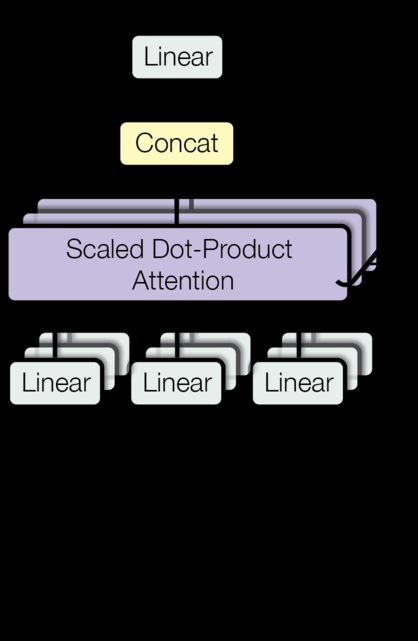 Linear
Concat
Scaled Dot-Product
Attention
Linear
Linear
Linear